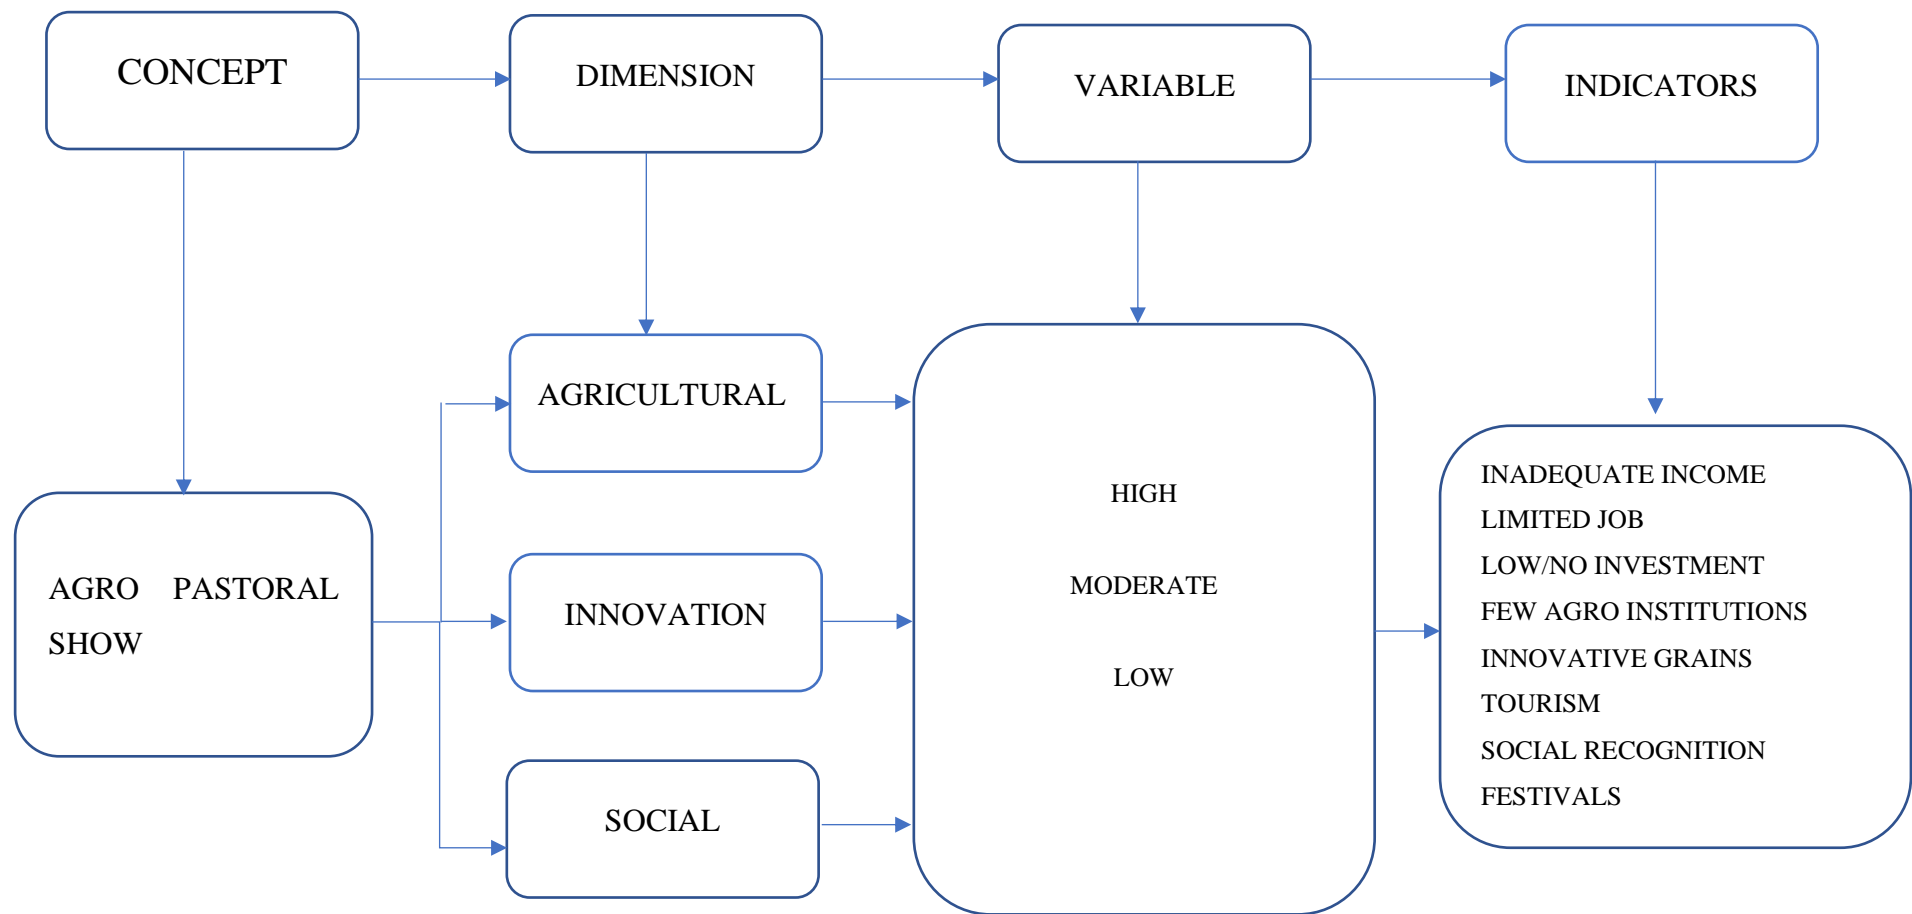 CONCEPT
DIMENSION
VARIABLE
INDICATORS
AGRO PASTORAL
SHOW
AGRICULTURAL
INNOVATION
SOCIAL
HIGH
MODERATE
LOW
INADEQUATE INCOME
LIMITED JOB
LOW/NO INVESTMENT
FEW AGRO INSTITUTIONS
INNOVATIVE GRAINS
TOURISM
SOCIAL RECOGNITION
FESTIVALS